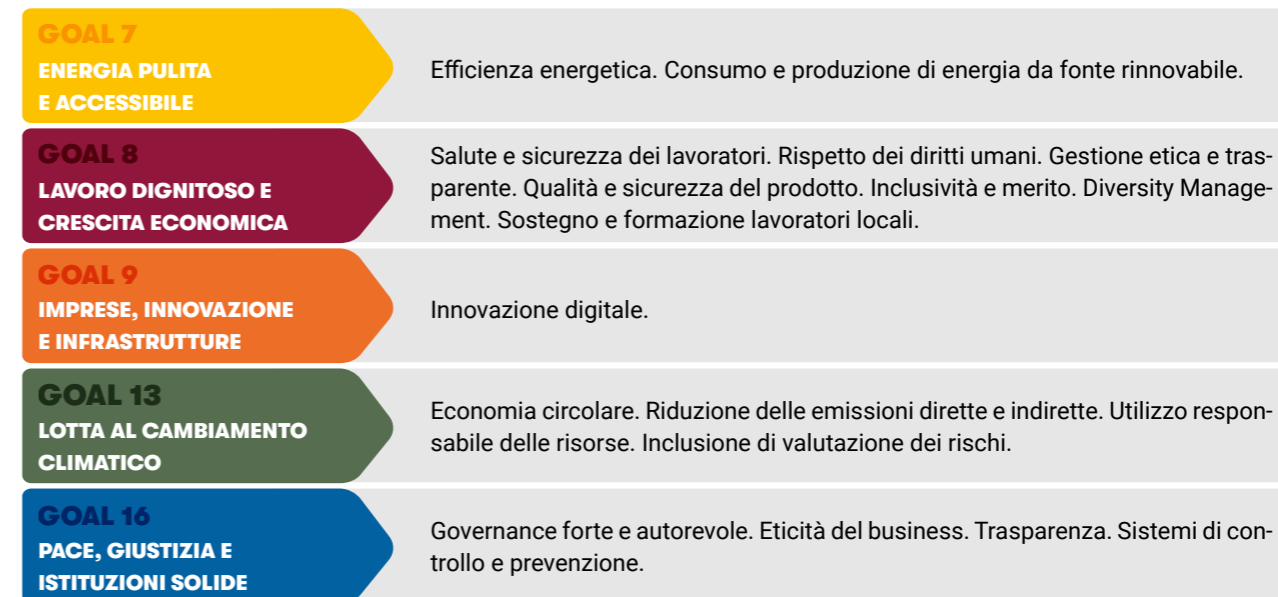 GOAL 7
ENERGIA PULITA
E ACCESSIBILE
Efficienza energetica. Consumo e produzione di energia da fonte rinnovabile.
GOAL 8
LAVORO DIGNITOSO E
CRESCITA ECONOMICA
Salute e sicurezza dei lavoratori. Rispetto dei diritti umani. Gestione etica e tras-
parente. Qualità e sicurezza del prodotto. Inclusività e merito. Diversity Manage-
ment. Sostegno e formazione lavoratori locali.
GOAL 9
IMPRESE, INNOVAZIONE
E INFRASTRUTTURE
Innovazione digitale.
GOAL 13
LOTTA AL CAMBIAMENTO
CLIMATICO
Economia circolare. Riduzione delle emissioni dirette e indirette. Utilizzo respon-
sabile delle risorse. Inclusione di valutazione dei rischi.
GOAL 16
PACE, GIUSTIZIA E
ISTITUZIONI SOLIDE
Governance forte e autorevole. Eticità del business. Trasparenza. Sistemi di con-
trollo e prevenzione.